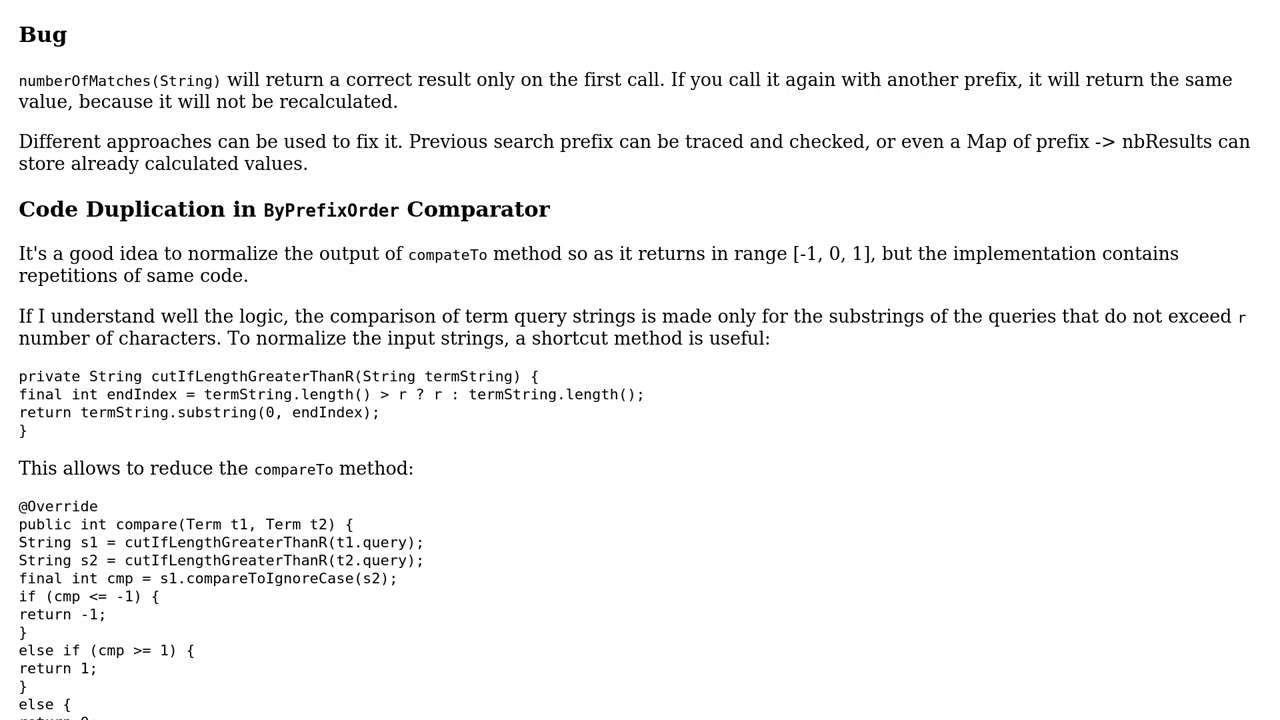 Bug
numberOfMatches(String) will return a correct result only on the first call. If you call it again with another prefix, it will return the same
value, because it will not be recalculated.
Different approaches can be used to fix it. Previous search prefix can be traced and checked, or even a Map of prefix -> nbResults can
store already calculated values.
Code Duplication in ByPrefixOrder Comparator
It's a good idea to normalize the output of compateTo method so as it returns in range [-1, 0, 1], but the implementation contains
repetitions of same code.
If I understand well the logic, the comparison of term query strings is made only for the substrings of the queries that do not exceed r
number of characters. To normalize the input strings, a shortcut method is useful:
private String cutIfLengthGreaterThanR(String termString) {
final int endIndex = termString.length() > r ? r : termString.length();
return termString.substring(0, endIndex);
}
This allows to reduce the compareTo method:
@Override
public int compare(Term t1, Term t2) {
String s1 = cutIfLengthGreaterThanR(t1.query);
String s2 = cutIfLengthGreaterThanR(t2.query);
final int cmp = s1.compareToIgnoreCase(s2);
if (cmp <= -1) {
return -1;
}
else if (cmp >= 1) {
return 1;
}
else {